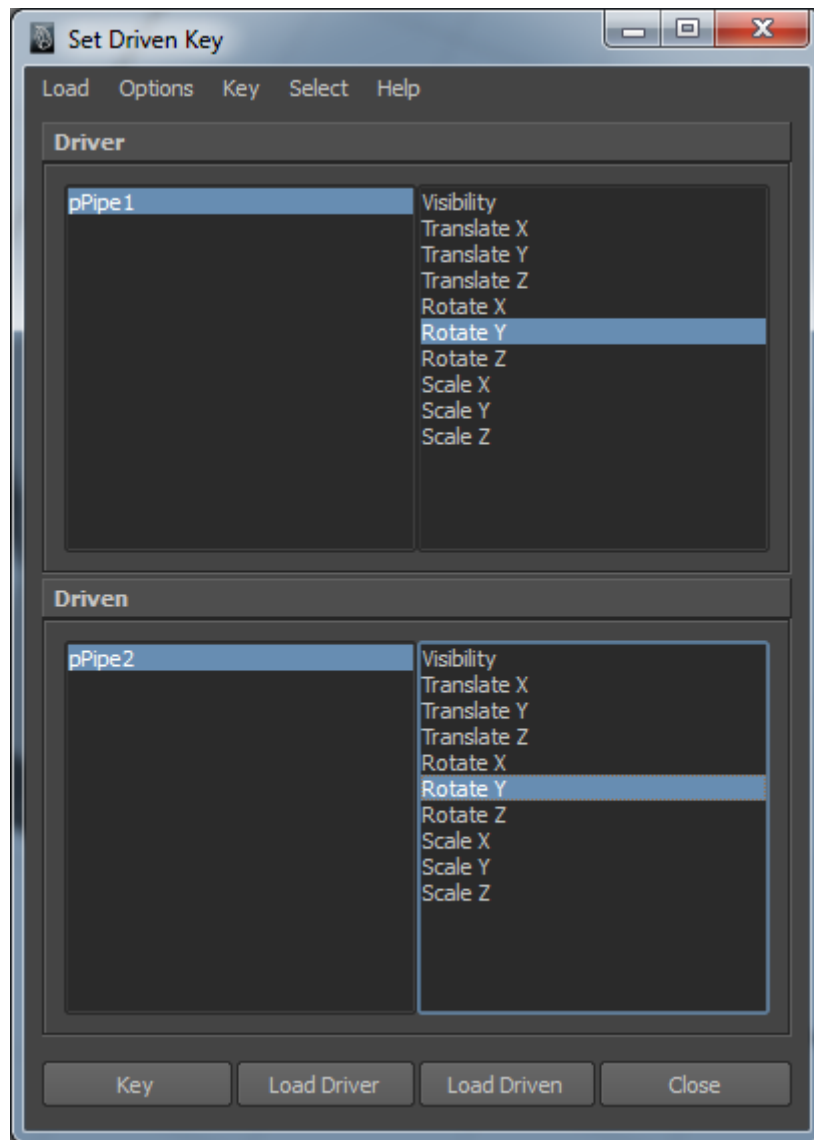 Set Driven Key
Load Options Key Select Help
Driver
pPipe1
Visibility
Translate X
Translate Y
Translate Z
Rotate X
Rotate Y
Rotate Z
Scale X
Scale Y
Scale Z
Driven
pPipe2
Visibility
Translate X
Translate Y
Translate Z
Rotate X
Rotate Y
Rotate Z
Scale X
Scale Y
Scale Z
Key Load Driver Load Driven Close